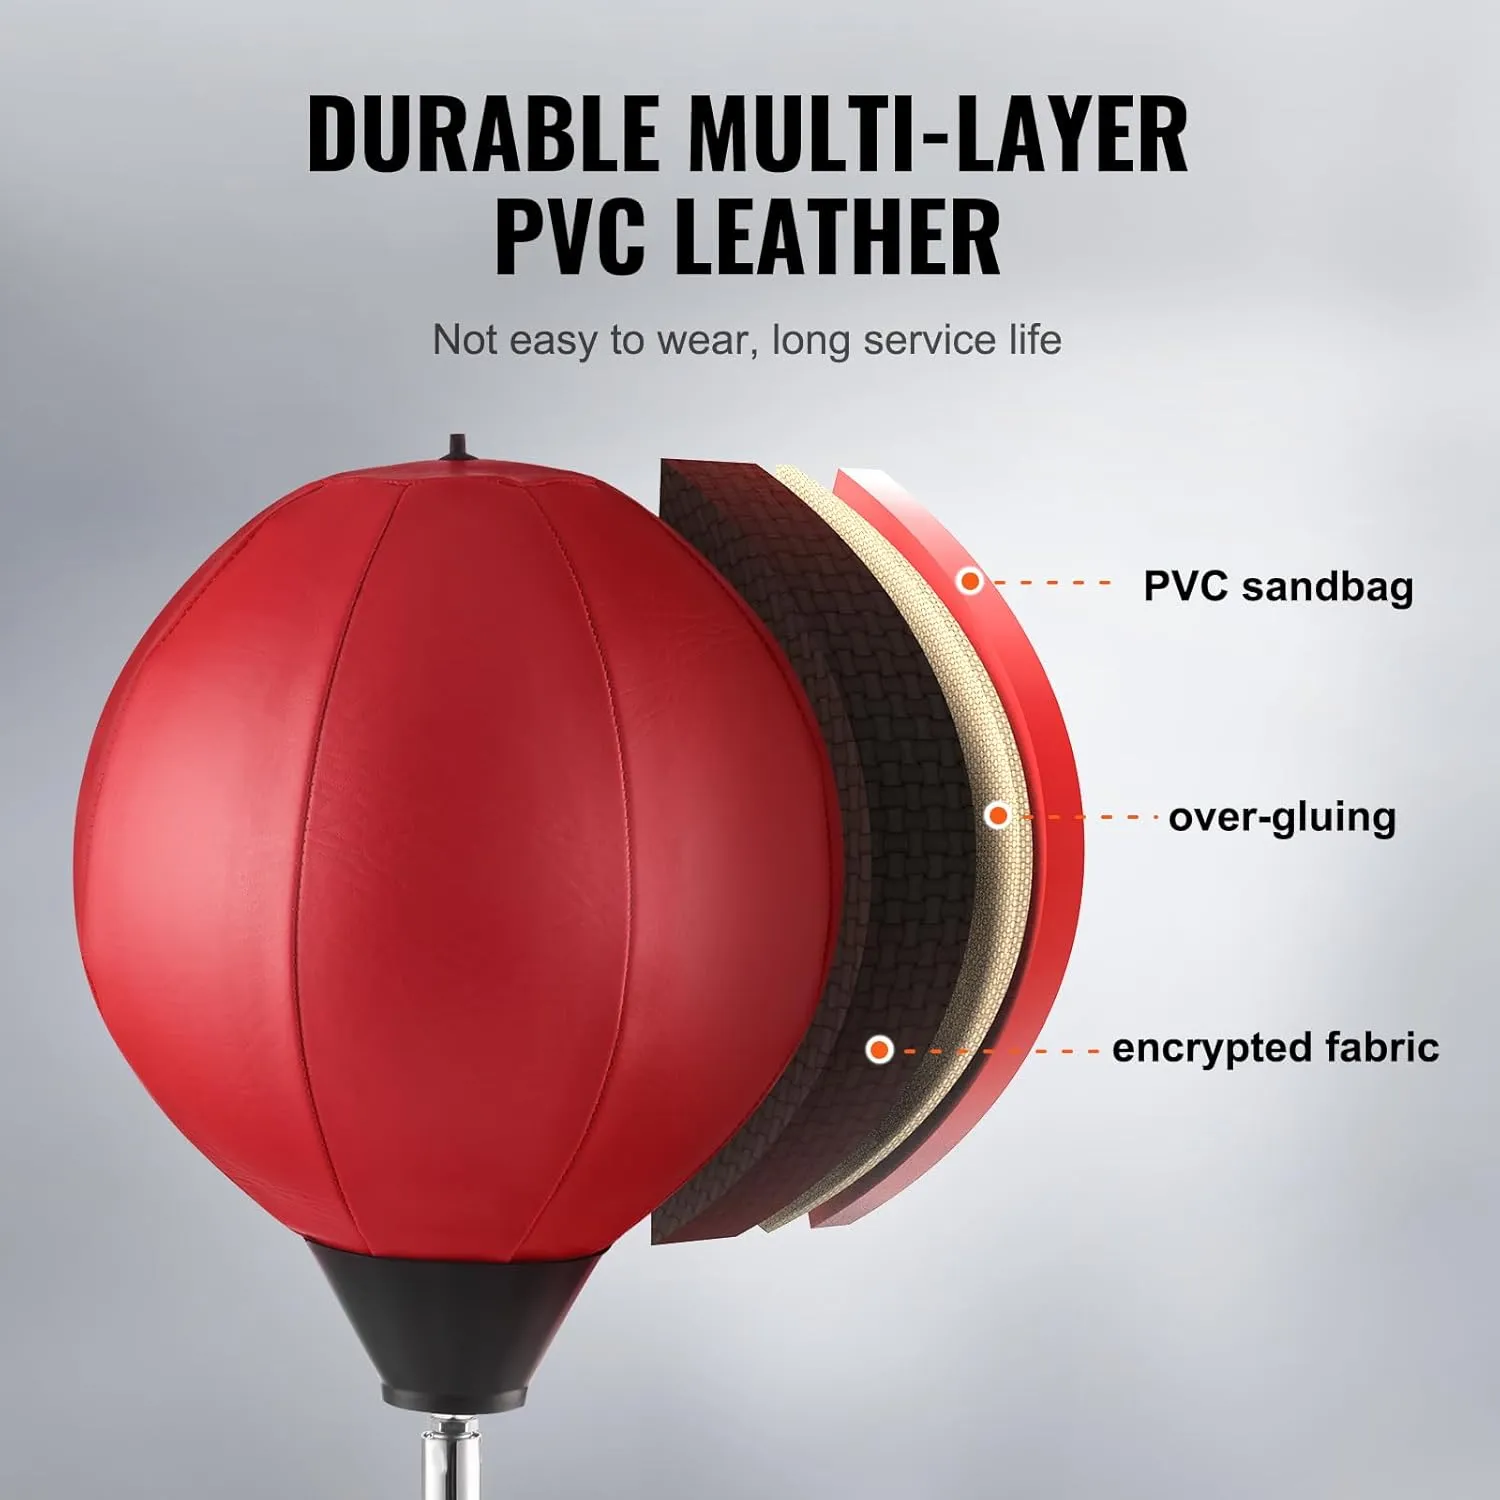 DURABLE MULTI-LAYER
PVC LEATHER
Not easy to wear, long service life
PVC sandbag
over-gluing
encrypted fabric